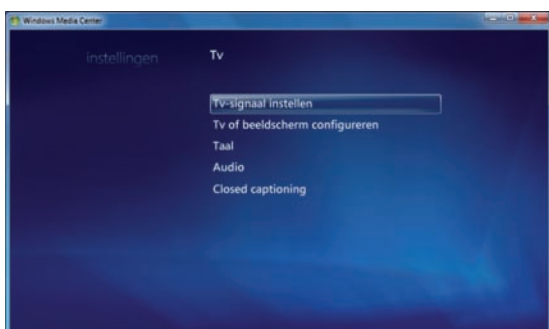 Windows Media Center
instellingen
Tv
Tv-signaal instellen
Tv of beeldscherm configureren
Taal
Audio
Closed captioning